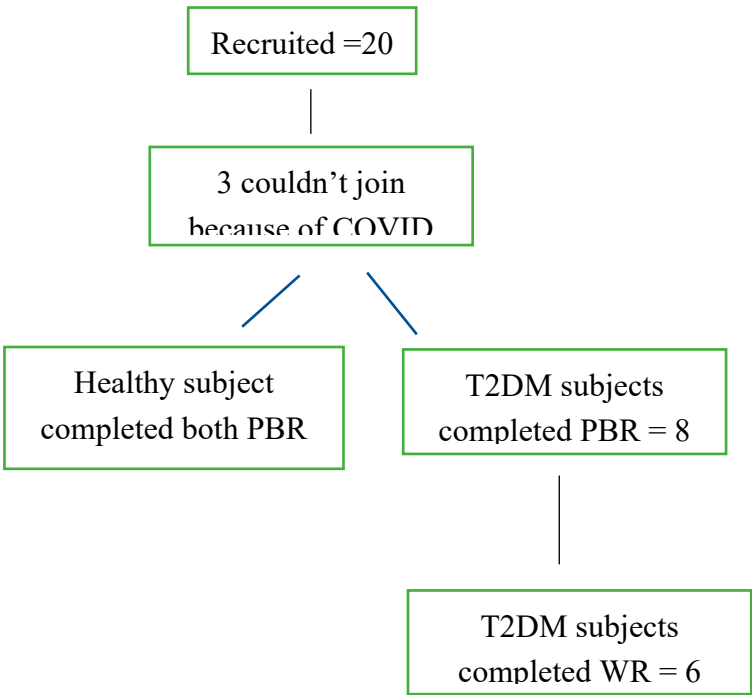 Recruited =20
3 couldn’t join
because of COVID
Healthy subject
completed both PBR
T2DM subjects
completed PBR = 8
T2DM subjects
completed WR = 6